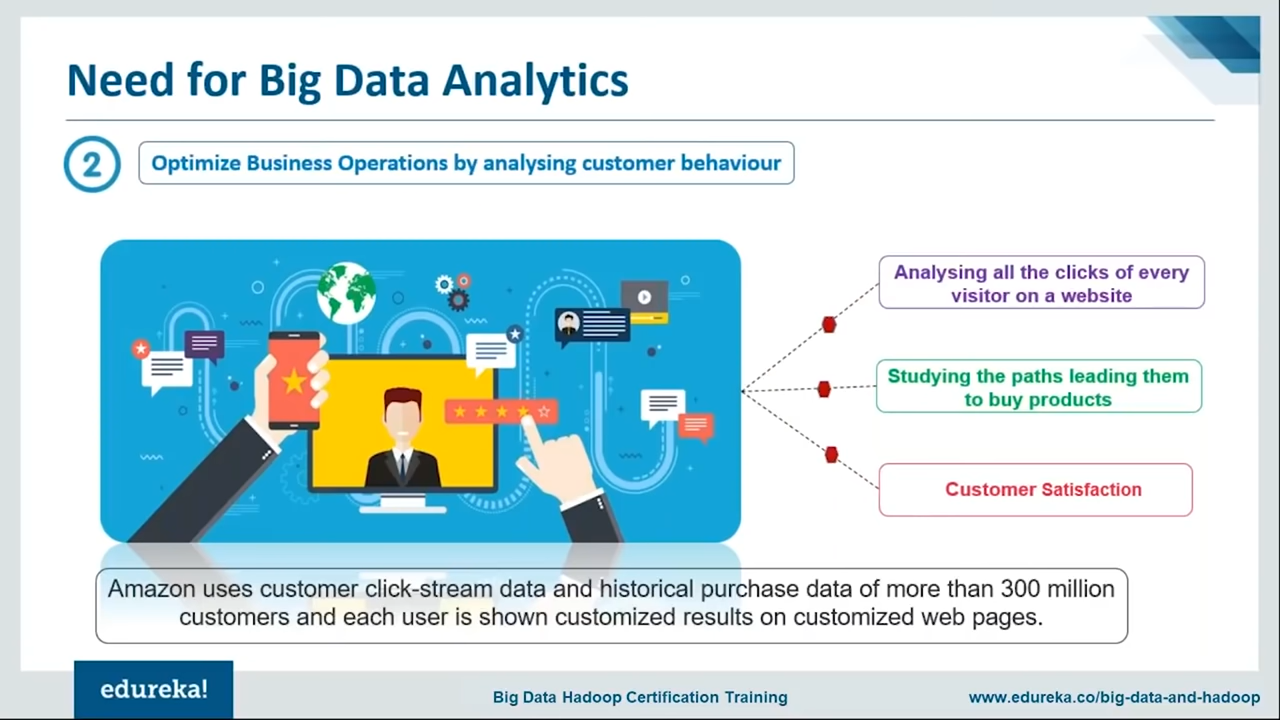 Need for Big Data Analytics
2
Optimize Business Operations by analysing customer behaviour
Analysing all the clicks of every
visitor on a website
Studying the paths leading them
to buy products
Customer Satisfaction
Amazon uses customer click-stream data and historical purchase data of more than 300 million
customers and each user is shown customized results on customized web pages.
edureka!
Big Data Hadoop Certification Training
www.edureka.co/big-data-and-hadoop